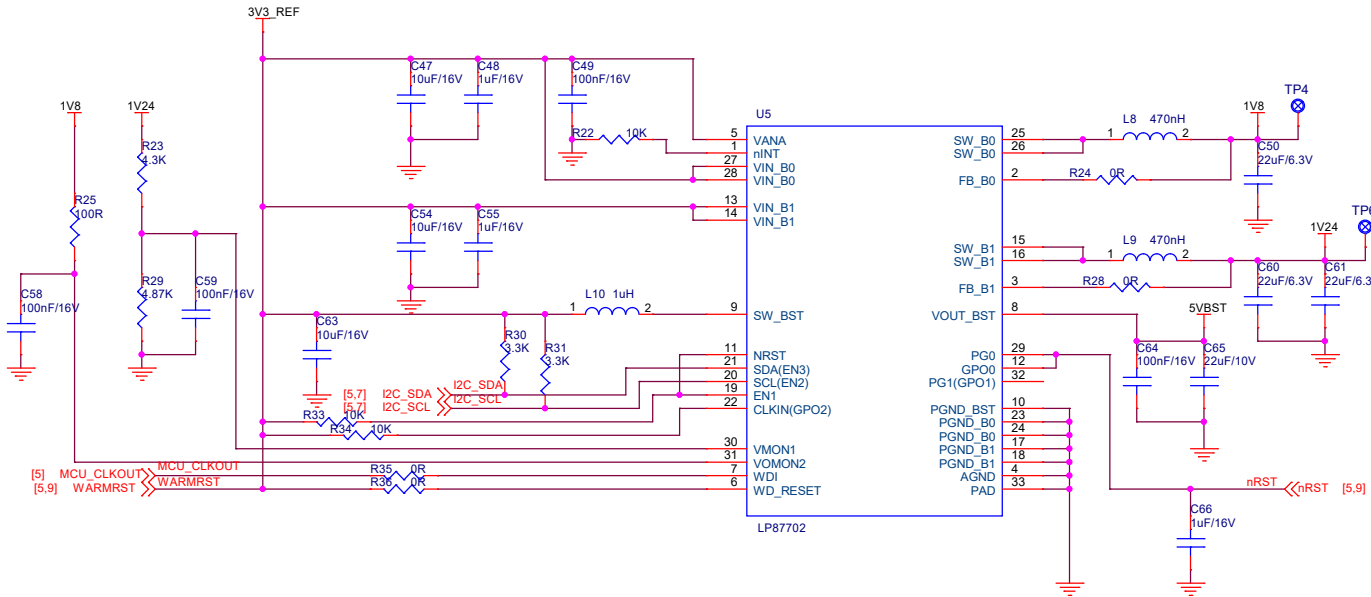 3V3_REF
C47
10uF/16V
C48
1uF/16V
C49
100nF/16V
1V8
1V24
R23
4.3K
R22 10K
R25
100R
C54
10uF/16V
C55
1uF/16V
R29
4.87K
C59
100nF/16V
C58
100nF/16V
C63
10uF/16V
1 L10 1uH 2
R30
3.3K
R31
3.3K
[5,7] I2C_SDA I2C_SDA
[5,7] I2C_SCL I2C_SCL
R33 10K
R34 10K
[5] MCU_CLKOUT MCU_CLKOUT
[5,9] WARMRST WARMRST
R35 0R
R36 0R
U5
5 VANA
1 nINT
27 VIN_B0
28 VIN_B0
13 VIN_B1
14 VIN_B1
9 SW_BST
11 NRST
21 SDA(EN3)
20 SCL(EN2)
19 EN1
22 CLKIN(GPO2)
30 VMON1
31 VOMON2
7 WDI
6 WD_RESET
SW_B0 25
SW_B0 26
FB_B0 2
SW_B1 15
SW_B1 16
FB_B1 3
VOUT_BST 8
PG0 29
GPO0 12
PG1(GPO1) 32
PGND_BST 10
PGND_B0 23
PGND_B0 24
PGND_B1 17
PGND_B1 18
AGND 4
PAD 33
LP87702
1 L8 470nH 2
R24 0R
1V8
TP4
C50
22uF/6.3V
1 L9 470nH 2
R28 0R
1V24
TP6
C60
22uF/6.3V
C61
22uF/6.3
5VBST
C64
100nF/16V
C65
22uF/10V
nRST nRST [5,9]
C66
1uF/16V